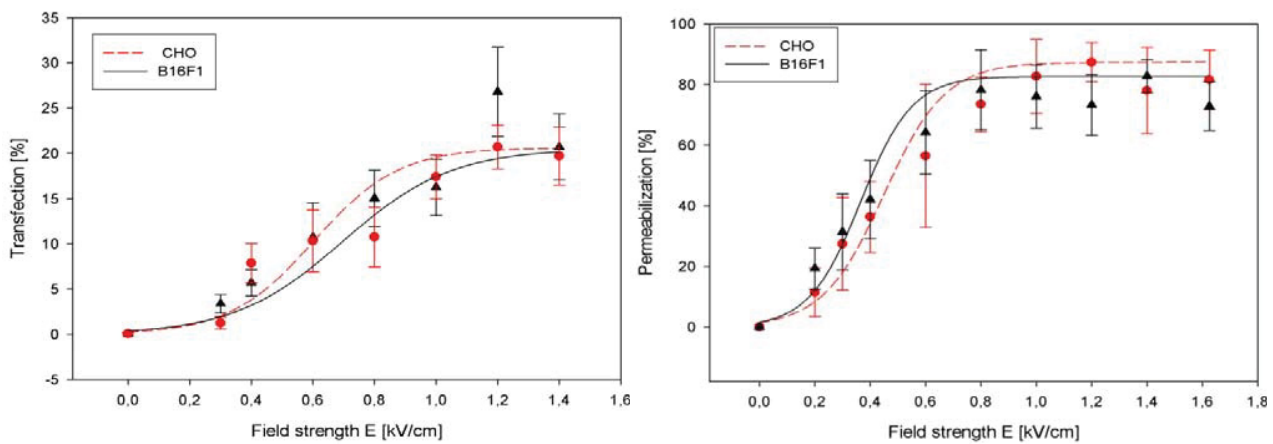 35
30
25
20
15
10
5
0
-5
Transfection [%]
CHO
B16F1
0,0 0,2 0,4 0,6 0,8 1,0 1,2 1,4 1,6
Field strength E [kV/cm]
100
80
60
40
20
0
Permeabilization [%]
CHO
B16F1
0,0 0,2 0,4 0,6 0,8 1,0 1,2 1,4 1,6 1,8
Field strength E [kV/cm]